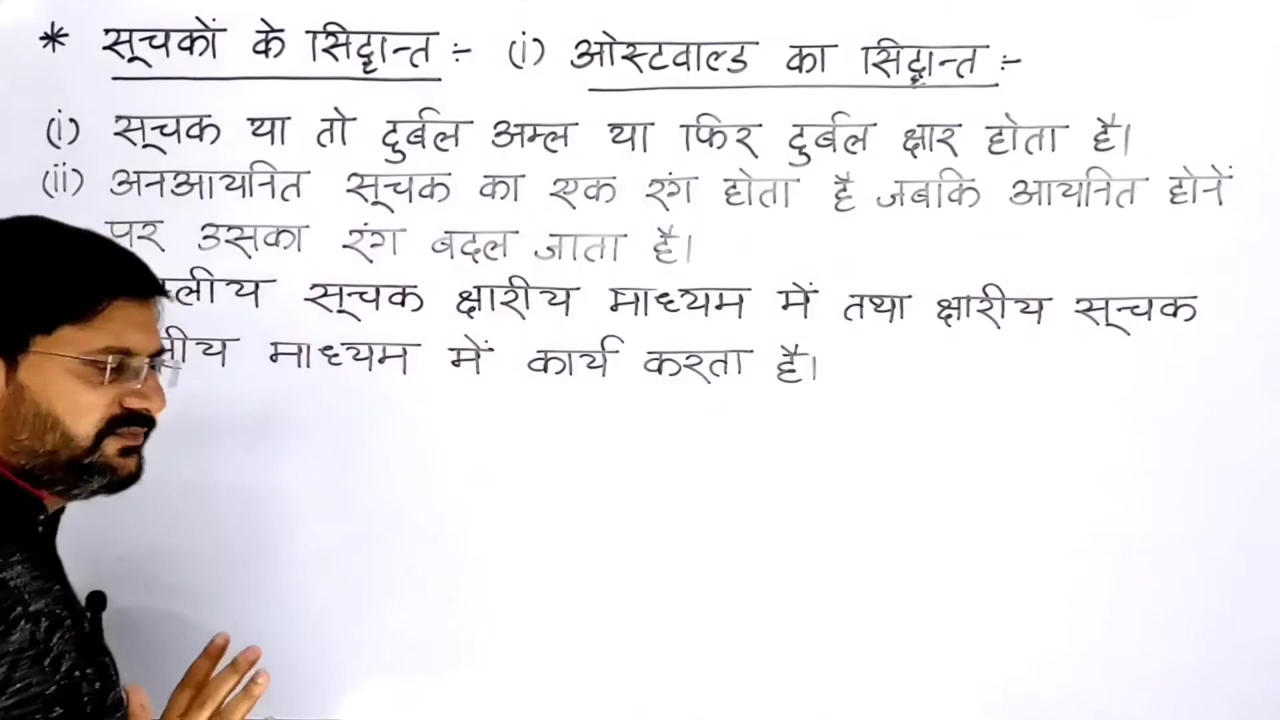 * सूचकों के सिद्धान्त :- (i) ओस्टवाल्ड का सिद्धान्त :-
(i) सूचक या तो दुर्बल अम्ल या फिर दुर्बल क्षार होता है।
(ii) अनआयनित सूचक का एक रंग होता है जबकि आयनित होनें
पर उसका रंग बदल जाता है।
सूचक क्षारीय माध्यम में तथा क्षारीय सूचक
माध्यम में कार्य करता है।